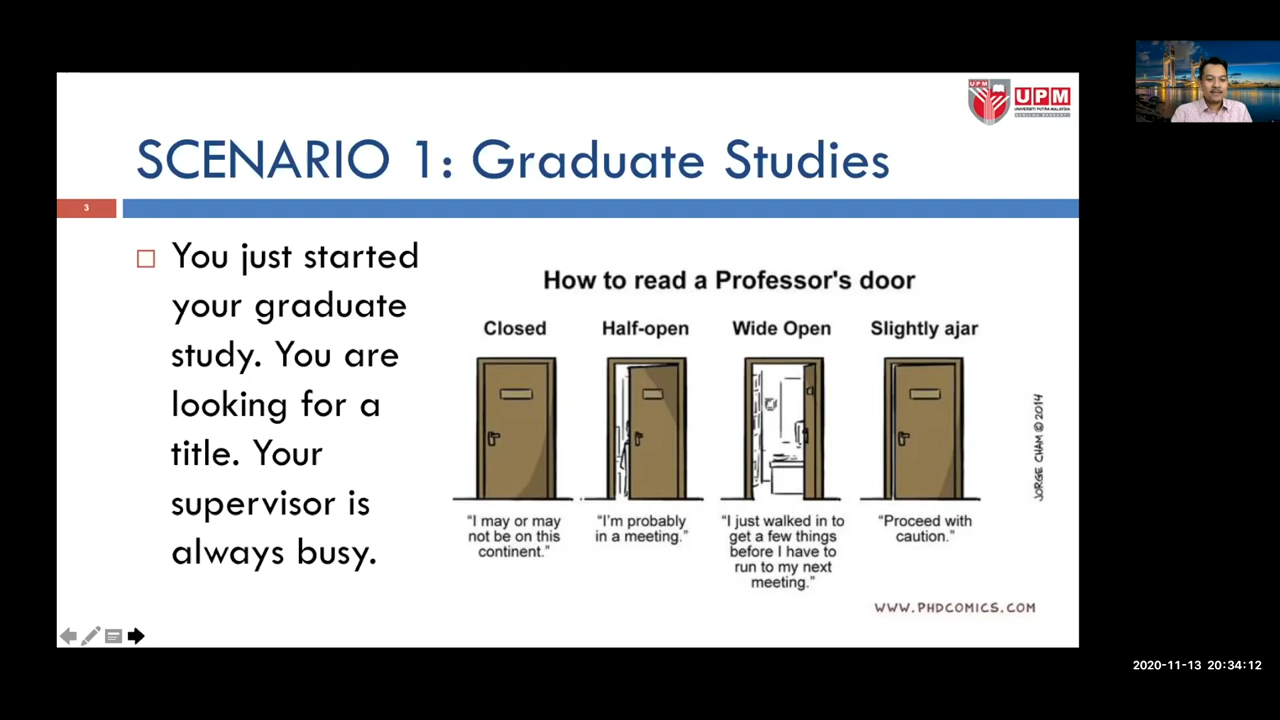 UPM
UPM
UNIVERSITI PUTRA MALAYSIA
SCENARIO 1: Graduate Studies
3
You just started
your graduate
study. You are
looking for a
title. Your
supervisor is
always busy.
How to read a Professor's door
Closed
Half-open
Wide Open
Slightly ajar
"I may or may
not be on this
continent."
"I'm probably
in a meeting."
"I just walked in to
get a few things
before I have to
run to my next
meeting."
"Proceed with
caution."
JORGE CHAM © 2014
WWW.PHDCOMICS.COM
2020-11-13 20:34:12